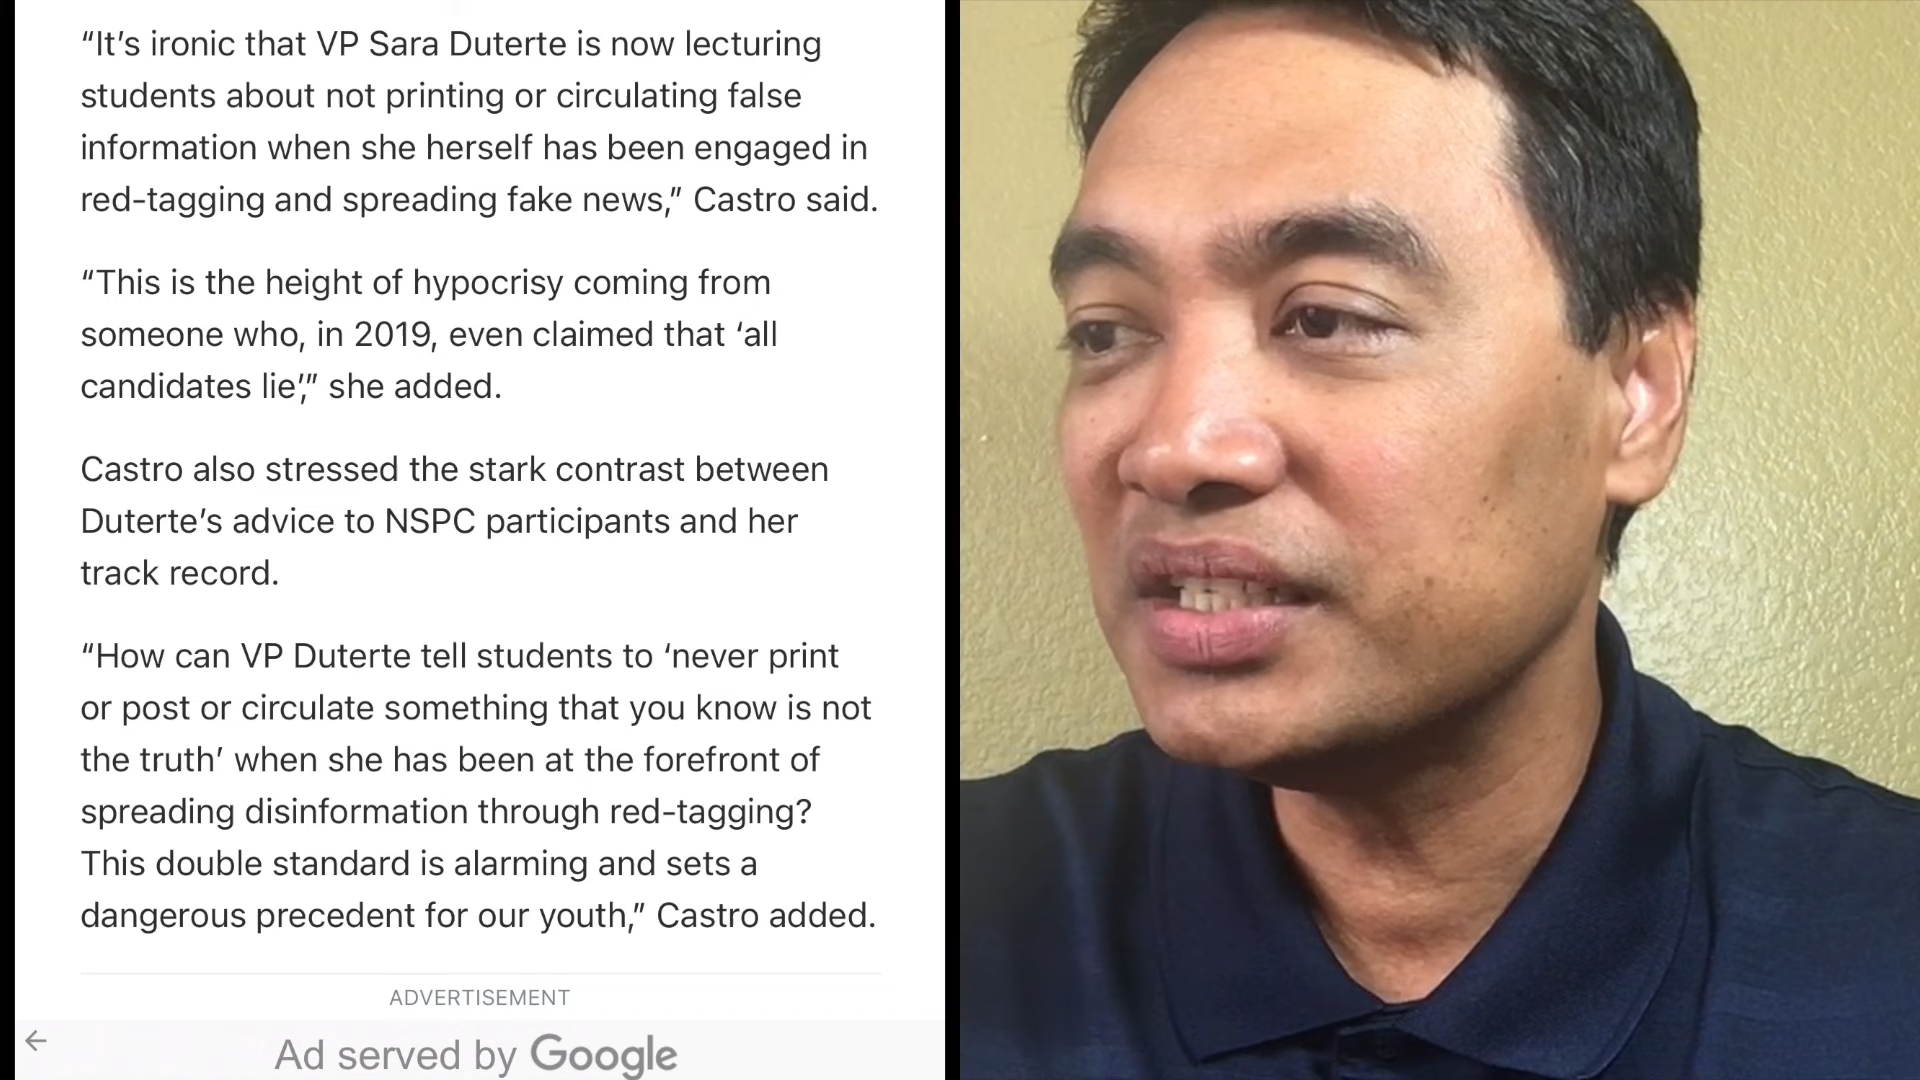 “It’s ironic that VP Sara Duterte is now lecturing
students about not printing or circulating false
information when she herself has been engaged in
red-tagging and spreading fake news,” Castro said.
“This is the height of hypocrisy coming from
someone who, in 2019, even claimed that ‘all
candidates lie’,” she added.
Castro also stressed the stark contrast between
Duterte’s advice to NSPC participants and her
track record.
“How can VP Duterte tell students to ‘never print
or post or circulate something that you know is not
the truth’ when she has been at the forefront of
spreading disinformation through red-tagging?
This double standard is alarming and sets a
dangerous precedent for our youth,” Castro added.
ADVERTISEMENT
Ad served by Google